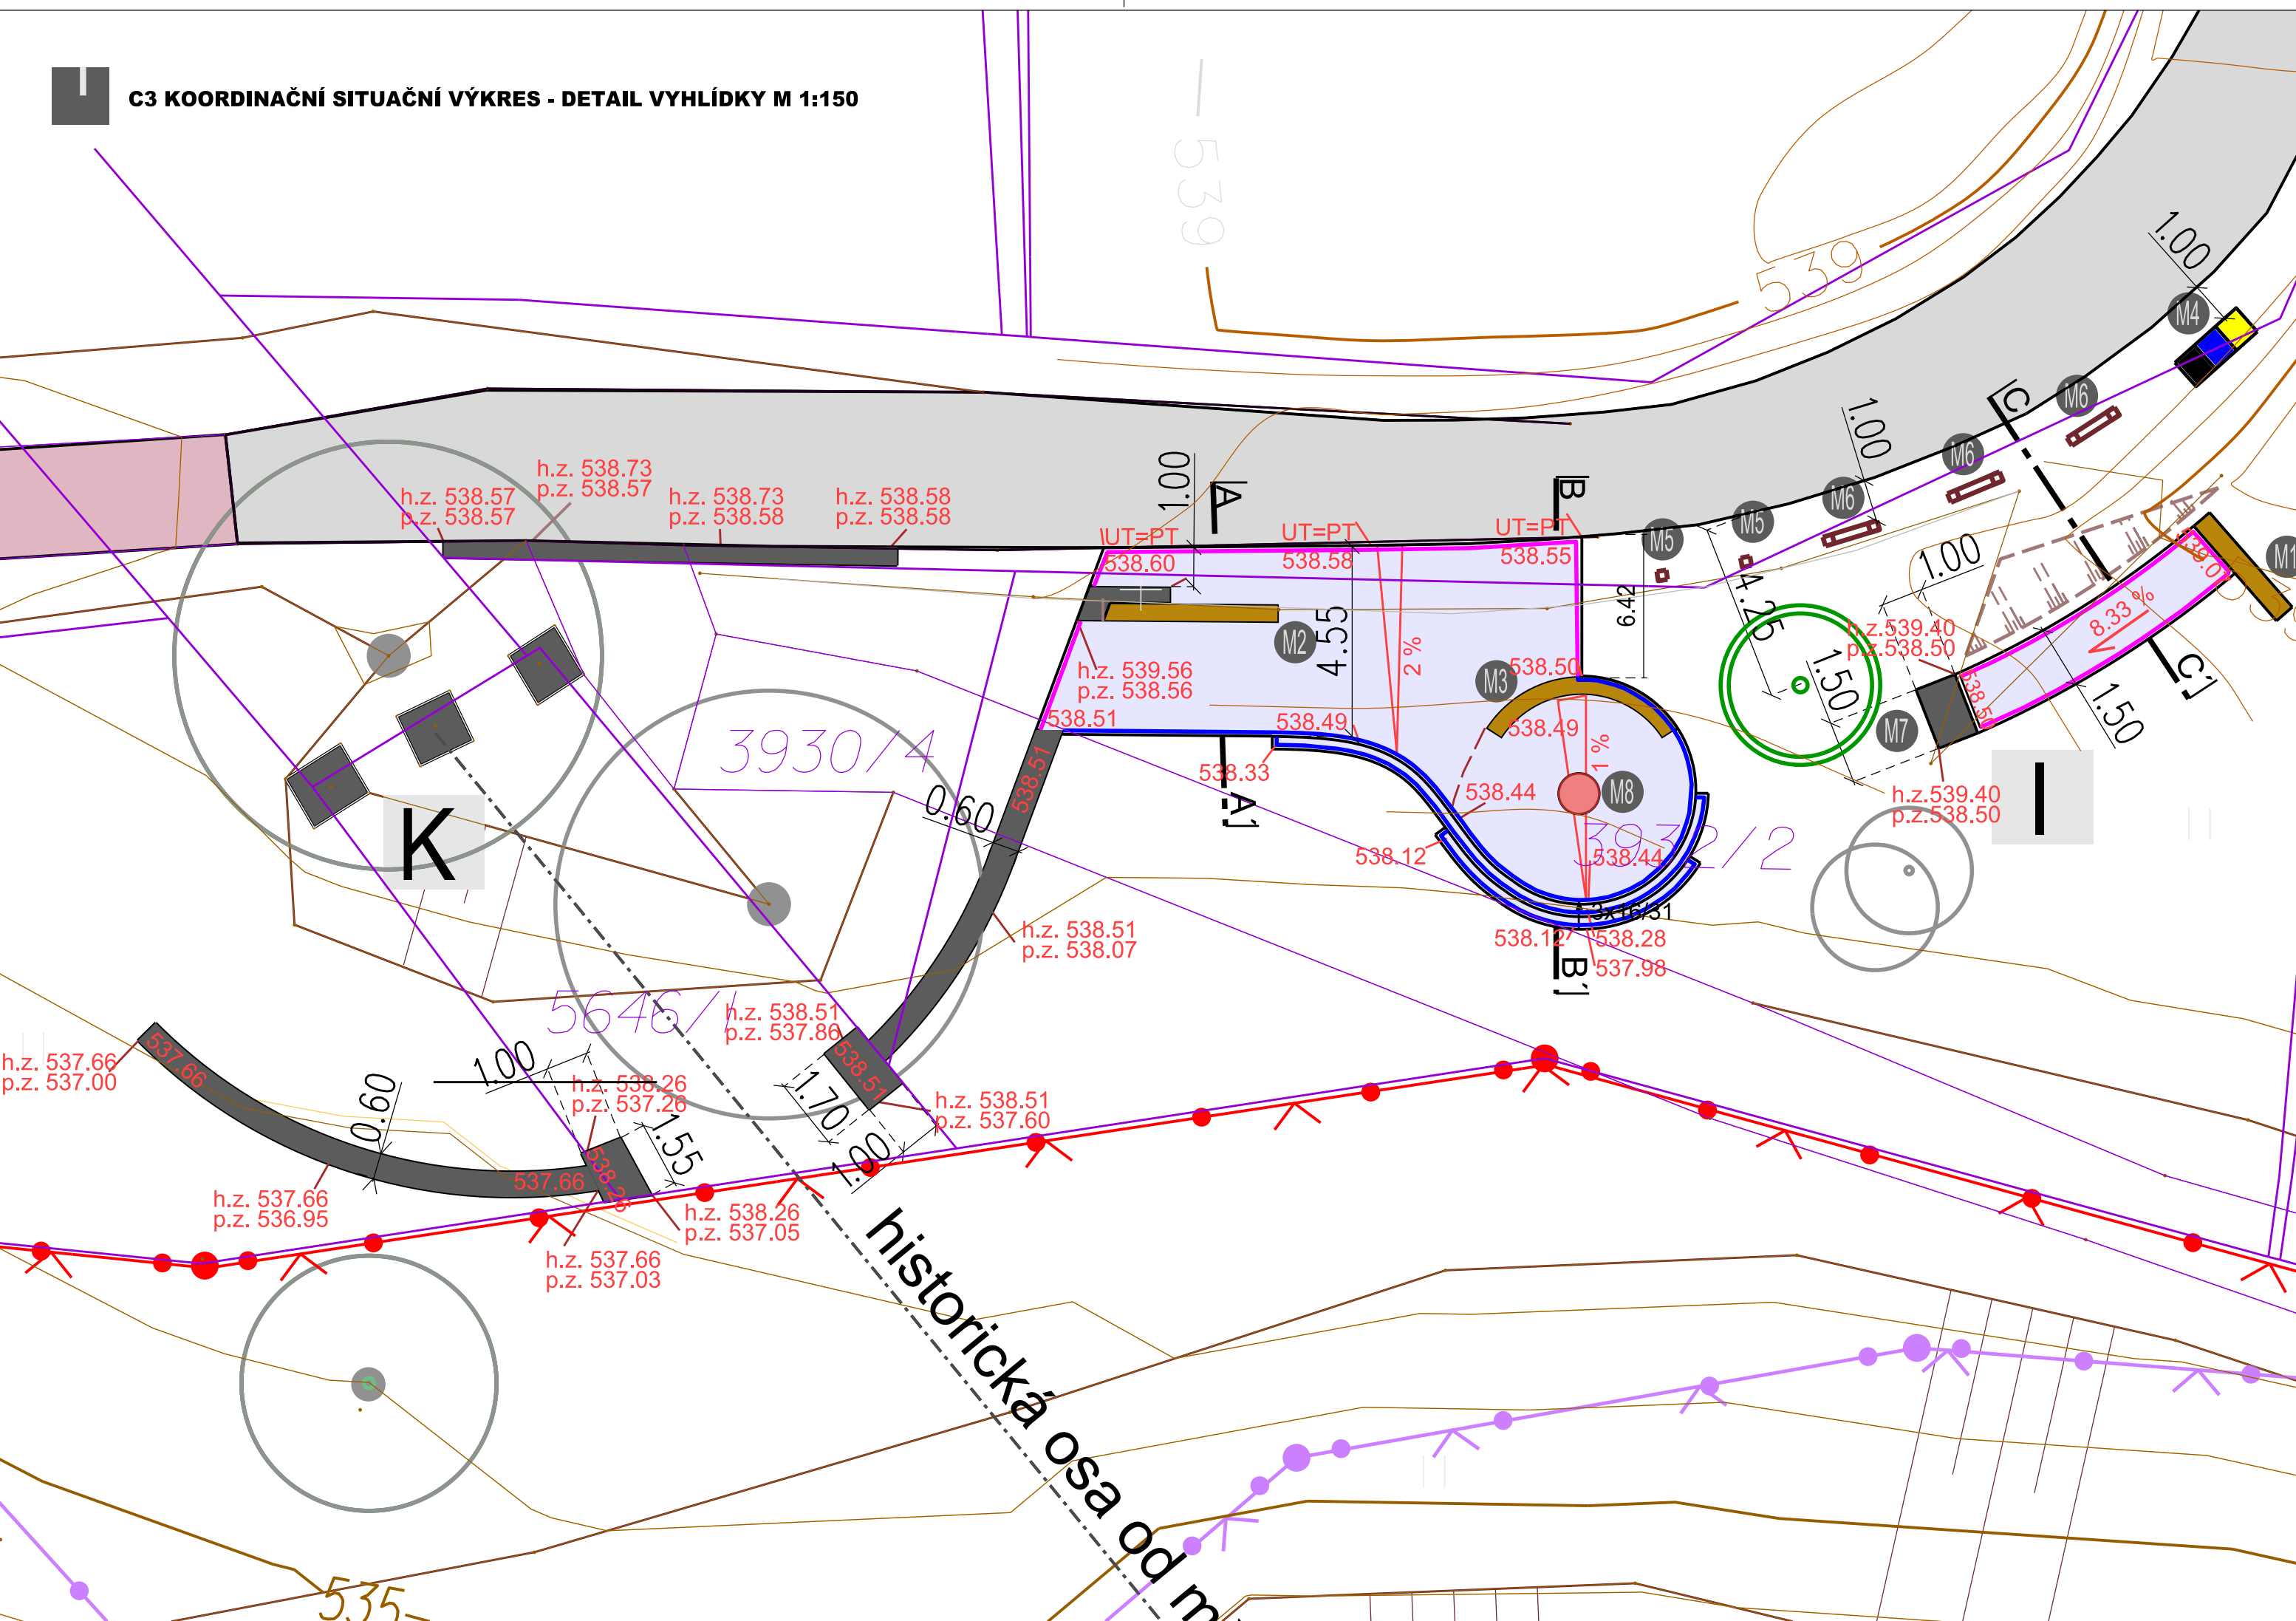 C3 KOORDINAČNÍ SITUAČNÍ VÝKRES - DETAIL VYHLÍDKY M 1:150
539
539
1.00
M4
M6
C
M6
1.00
M6
M5
M5
h.z. 538.73
p.z. 538.57
h.z. 538.57
p.z. 538.57
h.z. 538.73
p.z. 538.58
h.z. 538.58
p.z. 538.58
1.00
A
B
UT=PT
538.60
UT=PT
538.58
UT=PT
538.55
M1
1.00
8.33 %
4.25
6.42
M2
4.55
2 %
M3
538.50
h.z. 539.56
p.z. 538.56
h.z.539.40
p.z.538.50
538.50
1.50
1.50
C'
M7
538.51
538.49
538.49
1 %
3930/4
538.51
538.33
538.44
M8
A'
0.60
h.z.539.40
p.z.538.50
I
K
538.12
538.44
3932/2
3x16/31
538.12
538.28
537.98
B'
h.z. 538.51
p.z. 538.07
5646/1
h.z. 538.51
p.z. 537.86
538.51
h.z. 537.66
p.z. 537.00
537.66
0.60
1.00
h.z. 538.26
p.z. 537.26
1.55
1.70
1.00
h.z. 538.51
p.z. 537.60
537.66
538.26
h.z. 537.66
p.z. 536.95
h.z. 538.26
p.z. 537.05
h.z. 537.66
p.z. 537.03
historická osa od
535